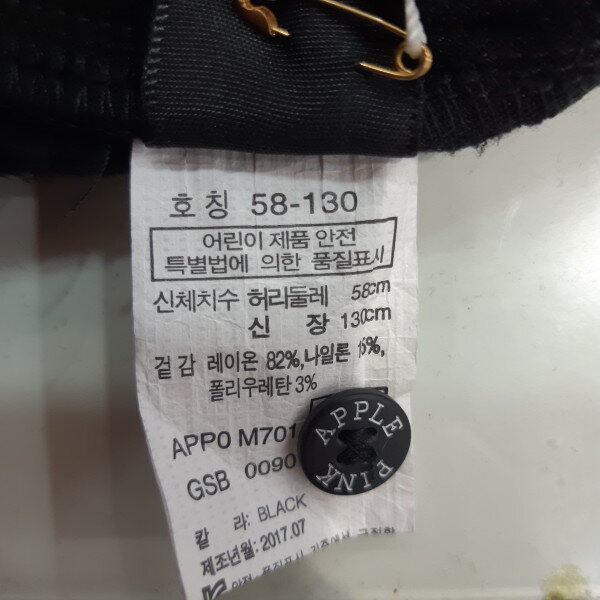 호 칭 58-130
어린이 제품 안전
특별법에 의한 품질표시
신체치수 허리둘레 58cm
신 장 130cm
겉 감 레이온 82%, 나일론 15%,
폴리우레탄 3%
APP0 M701
GSB 0090
APPLE PINK
칼 라: BLACK
제조년월: 2017.07